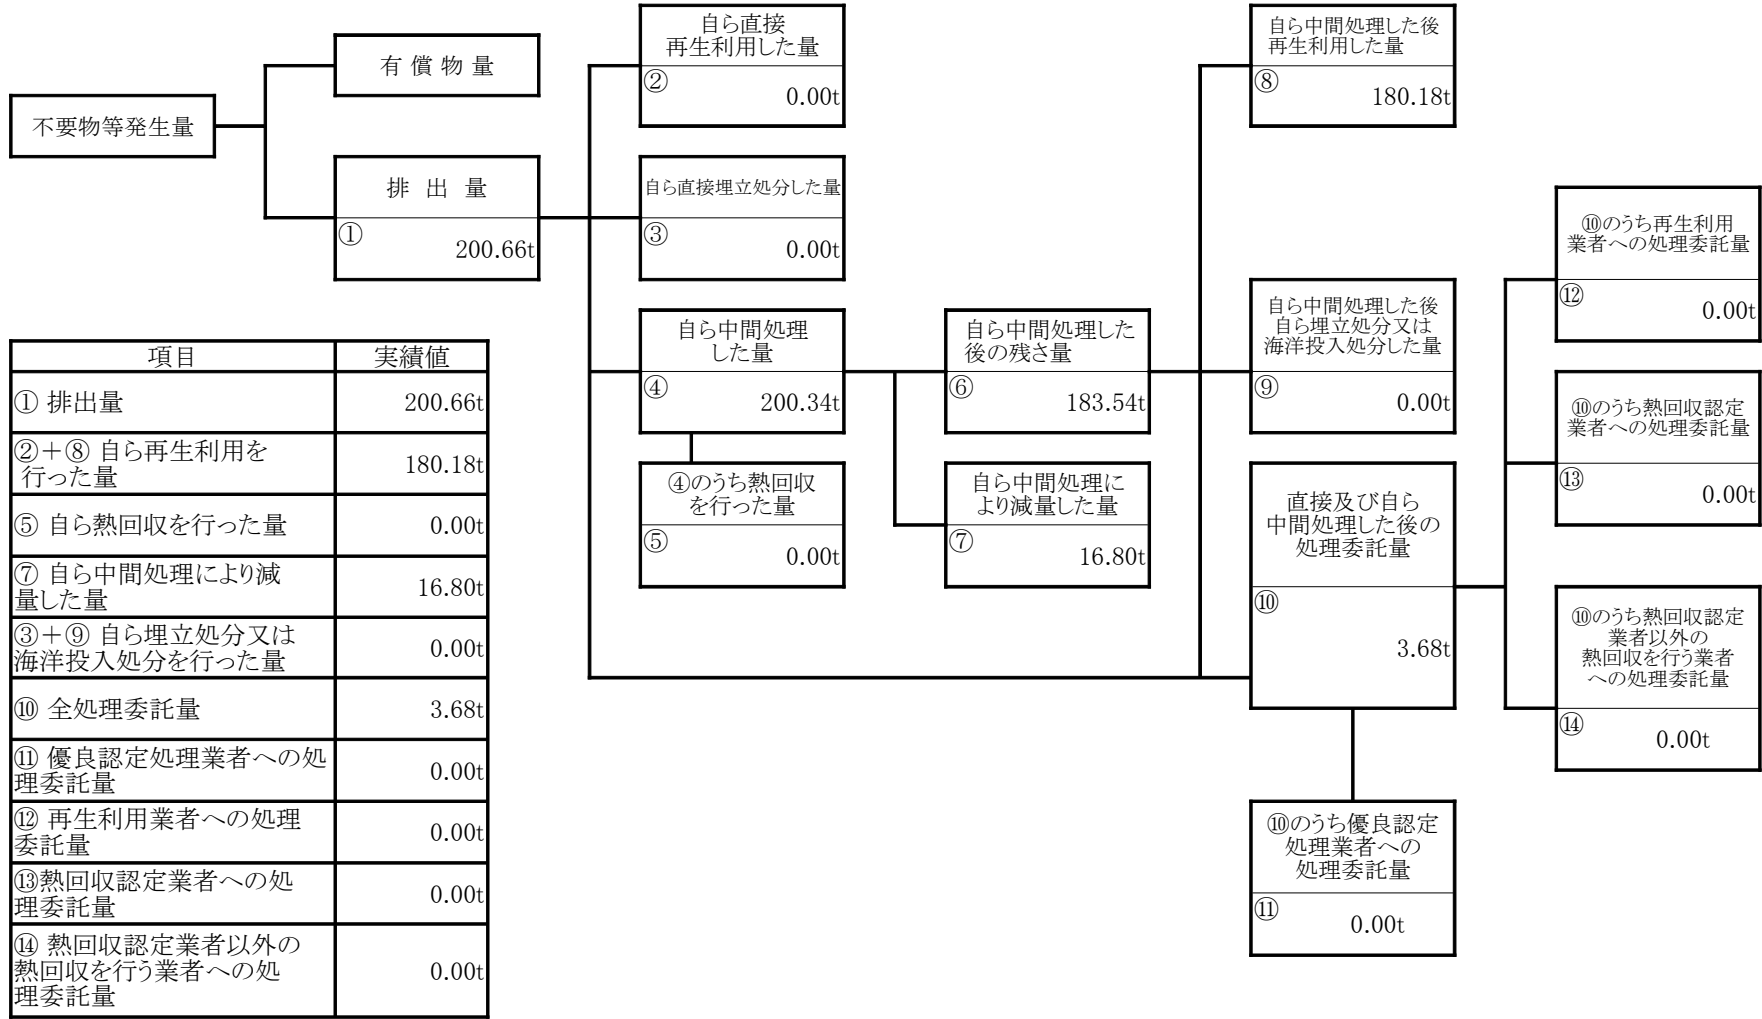 不要物等発生量
有 償 物 量
排 出 量
①
200.66t
自ら直接
再生利用した量
②
0.00t
自ら直接埋立処分した量
③
0.00t
自ら中間処理
した量
④
200.34t
④のうち熱回収
を行った量
⑤
0.00t
自ら中間処理した
後の残さ量
⑥
183.54t
自ら中間処理に
より減量した量
⑦
16.80t
自ら中間処理した後
再生利用した量
⑧
180.18t
自ら中間処理した後
自ら埋立処分又は
海洋投入処分した量
⑨
0.00t
直接及び自ら
中間処理した後の
処理委託量
⑩
3.68t
⑩のうち優良認定
処理業者への
処理委託量
⑪
0.00t
⑩のうち再生利用
業者への処理委託量
⑫
0.00t
⑩のうち熱回収認定
業者への処理委託量
⑬
0.00t
⑩のうち熱回収認定
業者以外の
熱回収を行う業者
への処理委託量
⑭
0.00t
項目 実績値
① 排出量 200.66t
②＋⑧ 自ら再生利用を
行った量 180.18t
⑤ 自ら熱回収を行った量 0.00t
⑦ 自ら中間処理により減
量した量 16.80t
③＋⑨ 自ら埋立処分又は
海洋投入処分を行った量 0.00t
⑩ 全処理委託量 3.68t
⑪ 優良認定処理業者への処
理委託量 0.00t
⑫ 再生利用業者への処理
委託量 0.00t
⑬熱回収認定業者への処
理委託量 0.00t
⑭ 熱回収認定業者以外の
熱回収を行う業者への処
理委託量 0.00t